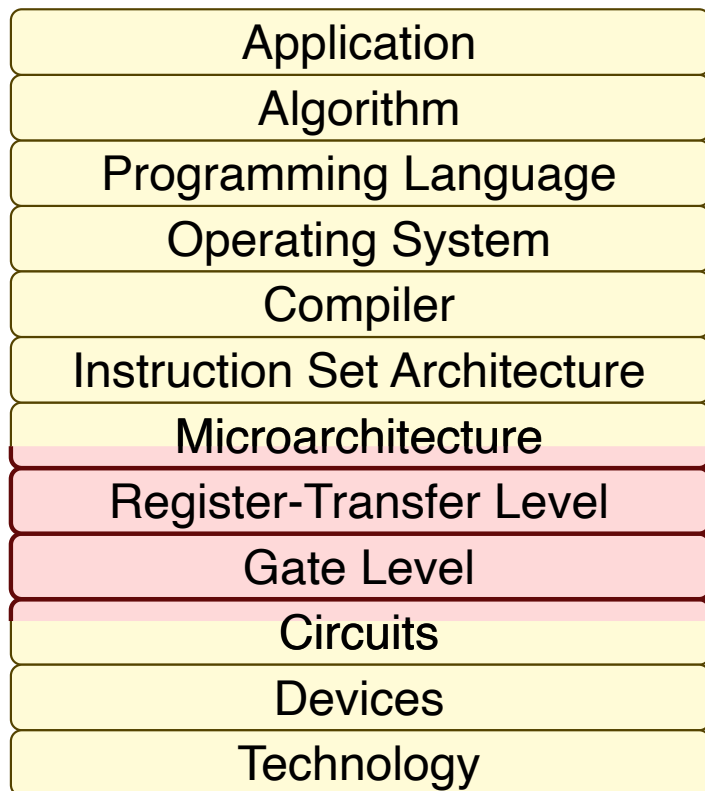 Application
Algorithm
Programming Language
Operating System
Compiler
Instruction Set Architecture
Microarchitecture
Register-Transfer Level
Gate Level
Circuits
Devices
Technology